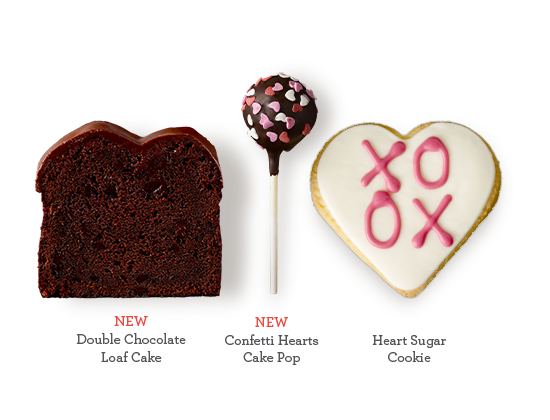 XO
OX
NEW
Double Chocolate
Loaf Cake
NEW
Confetti Hearts
Cake Pop
Heart Sugar
Cookie